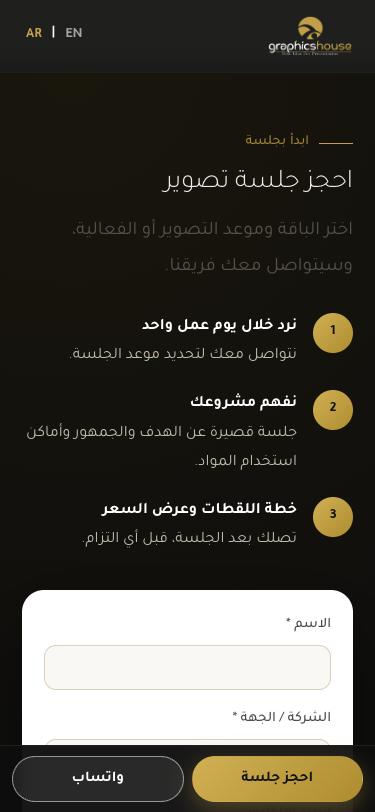 graphicshouse
AR | EN
ابدأ بجلسة
احجز جلسة تصوير
اختر الباقة وموعد التصوير أو الفعالية،
وسيتواصل معك فريقنا.
1
نرد خلال يوم عمل واحد
نتواصل معك لتحديد موعد الجلسة.
2
نفهم مشروعك
جلسة قصيرة عن الهدف والجمهور وأماكن
استخدام المواد.
3
خطة اللقطات وعرض السعر
تصلك بعد الجلسة، قبل أي التزام.
الاسم *
الشركة / الجهة *
احجز جلسة
واتساب